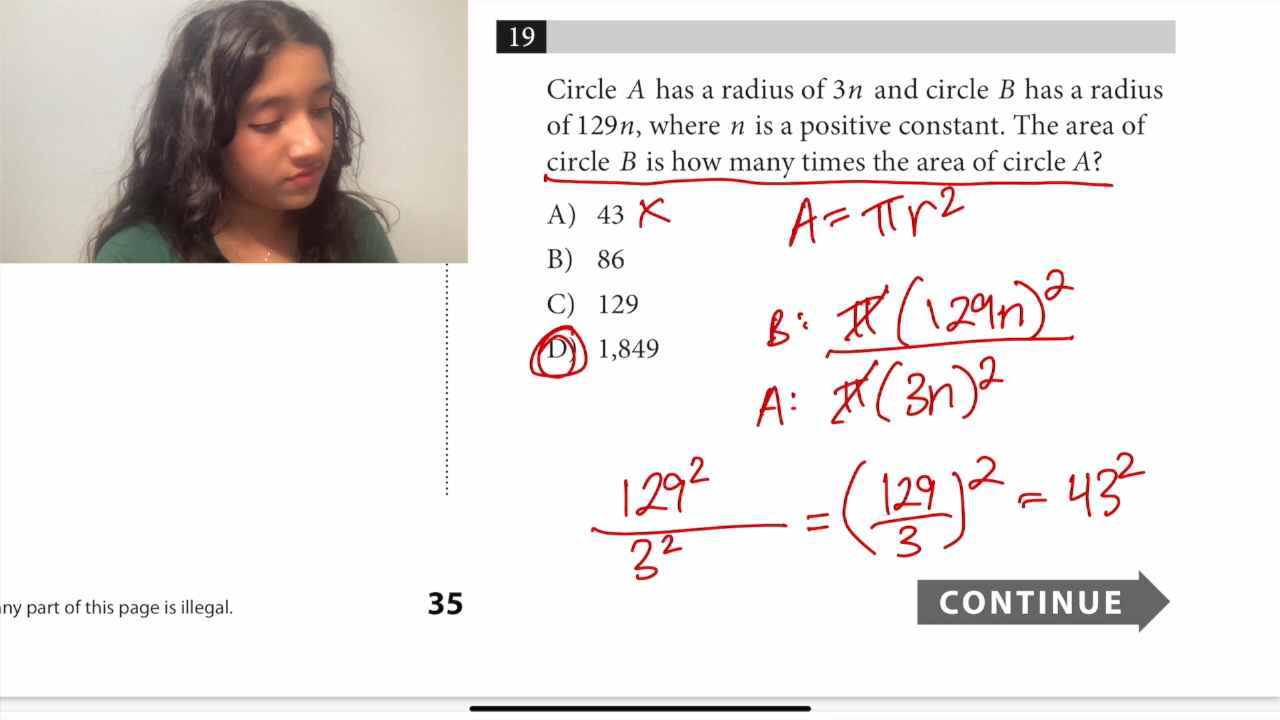 19
Circle A has a radius of 3n and circle B has a radius
of 129n, where n is a positive constant. The area of
circle B is how many times the area of circle A?
A) 43 x
B) 86
C) 129
D) 1,849
A = πr²
B: π(129n)²
A: π(3n)²
129²
3²
= (129/3)² = 43²
ny part of this page is illegal.
35
CONTINUE